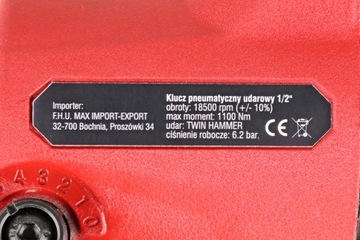 Importer:
F.H.U. MAX IMPORT-EXPORT
32-700 Bochnia, Proszówki 34
Klucz pneumatyczny udarowy 1/2"
obroty: 18500 rpm (+/- 10%)
max moment: 1100 Nm
udar: TWIN HAMMER
ciśnienie robocze: 6.2 bar.
CE
A3210